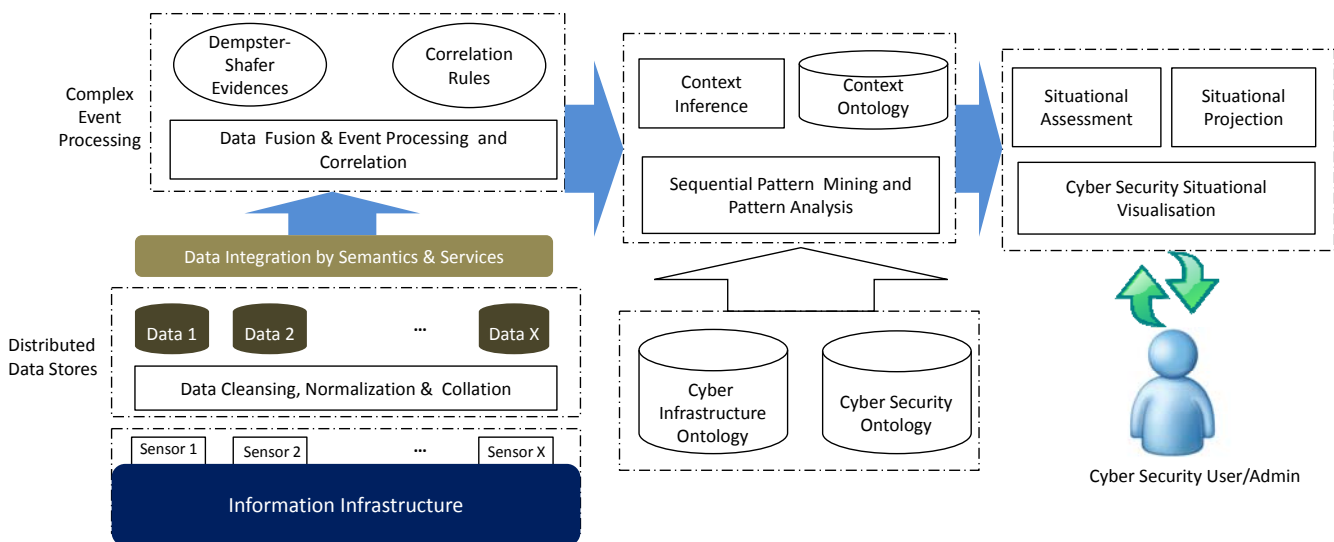 Complex
Event
Processing
Dempster-
Shafer
Evidences
Correlation
Rules
Data Fusion & Event Processing and
Correlation
Data Integration by Semantics & Services
Distributed
Data Stores
Data 1
Data 2
...
Data X
Data Cleansing, Normalization & Collation
Sensor 1
Sensor 2
...
Sensor X
Information Infrastructure
Context
Inference
Context
Ontology
Sequential Pattern Mining and
Pattern Analysis
Cyber
Infrastructure
Ontology
Cyber Security
Ontology
Situational
Assessment
Situational
Projection
Cyber Security Situational
Visualisation
Cyber Security User/Admin